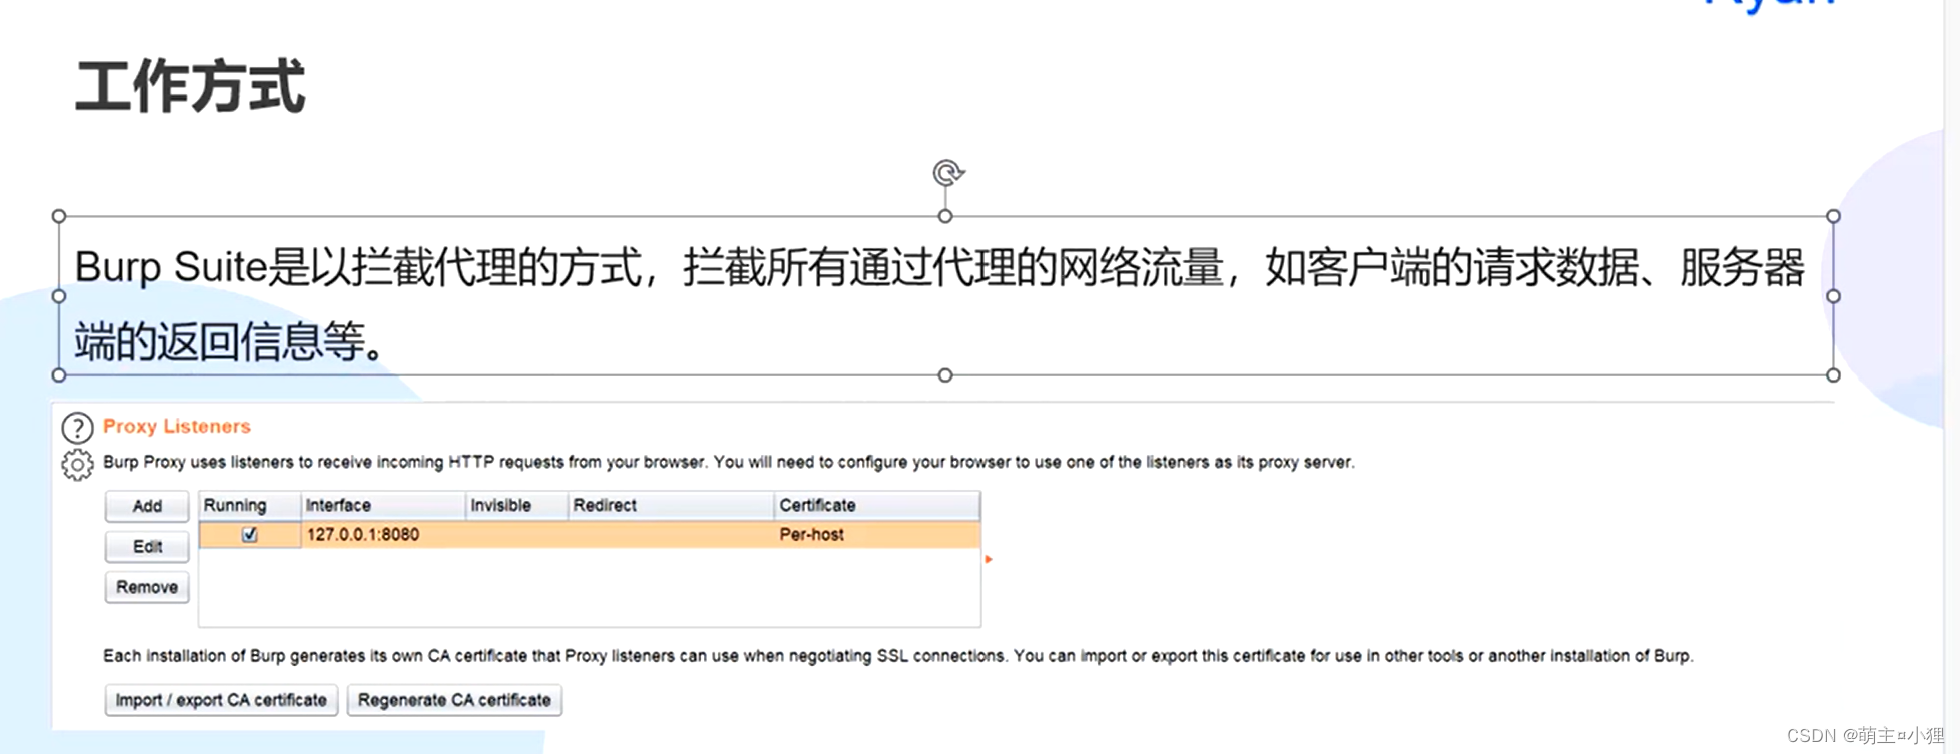 工作方式
Burp Suite是以拦截代理的方式，拦截所有通过代理的网络流量，如客户端的请求数据、服务器
端的返回信息等。
Proxy Listeners
Burp Proxy uses listeners to receive incoming HTTP requests from your browser. You will need to configure your browser to use one of the listeners as its proxy server.
Add Running Interface Invisible Redirect Certificate
127.0.0.1:8080 Per-host
Edit
Remove
Each installation of Burp generates its own CA certificate that Proxy listeners can use when negotiating SSL connections. You can import or export this certificate for use in other tools or another installation of Burp.
Import / export CA certificate Regenerate CA certificate
CSDN @萌主¤小狸